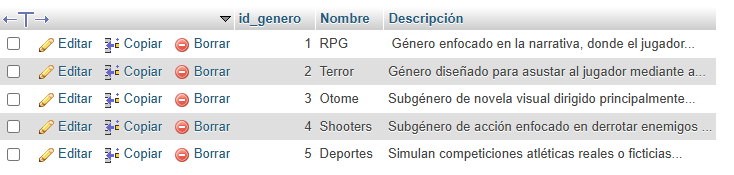 id_genero Nombre Descripción
Editar Copiar Borrar 1 RPG Género enfocado en la narrativa, donde el jugador...
Editar Copiar Borrar 2 Terror Género diseñado para asustar al jugador mediante a...
Editar Copiar Borrar 3 Otome Subgénero de novela visual dirigido principalmente...
Editar Copiar Borrar 4 Shooters Subgénero de acción enfocado en derrotar enemigos ...
Editar Copiar Borrar 5 Deportes Simulan competiciones atléticas reales o ficticias...